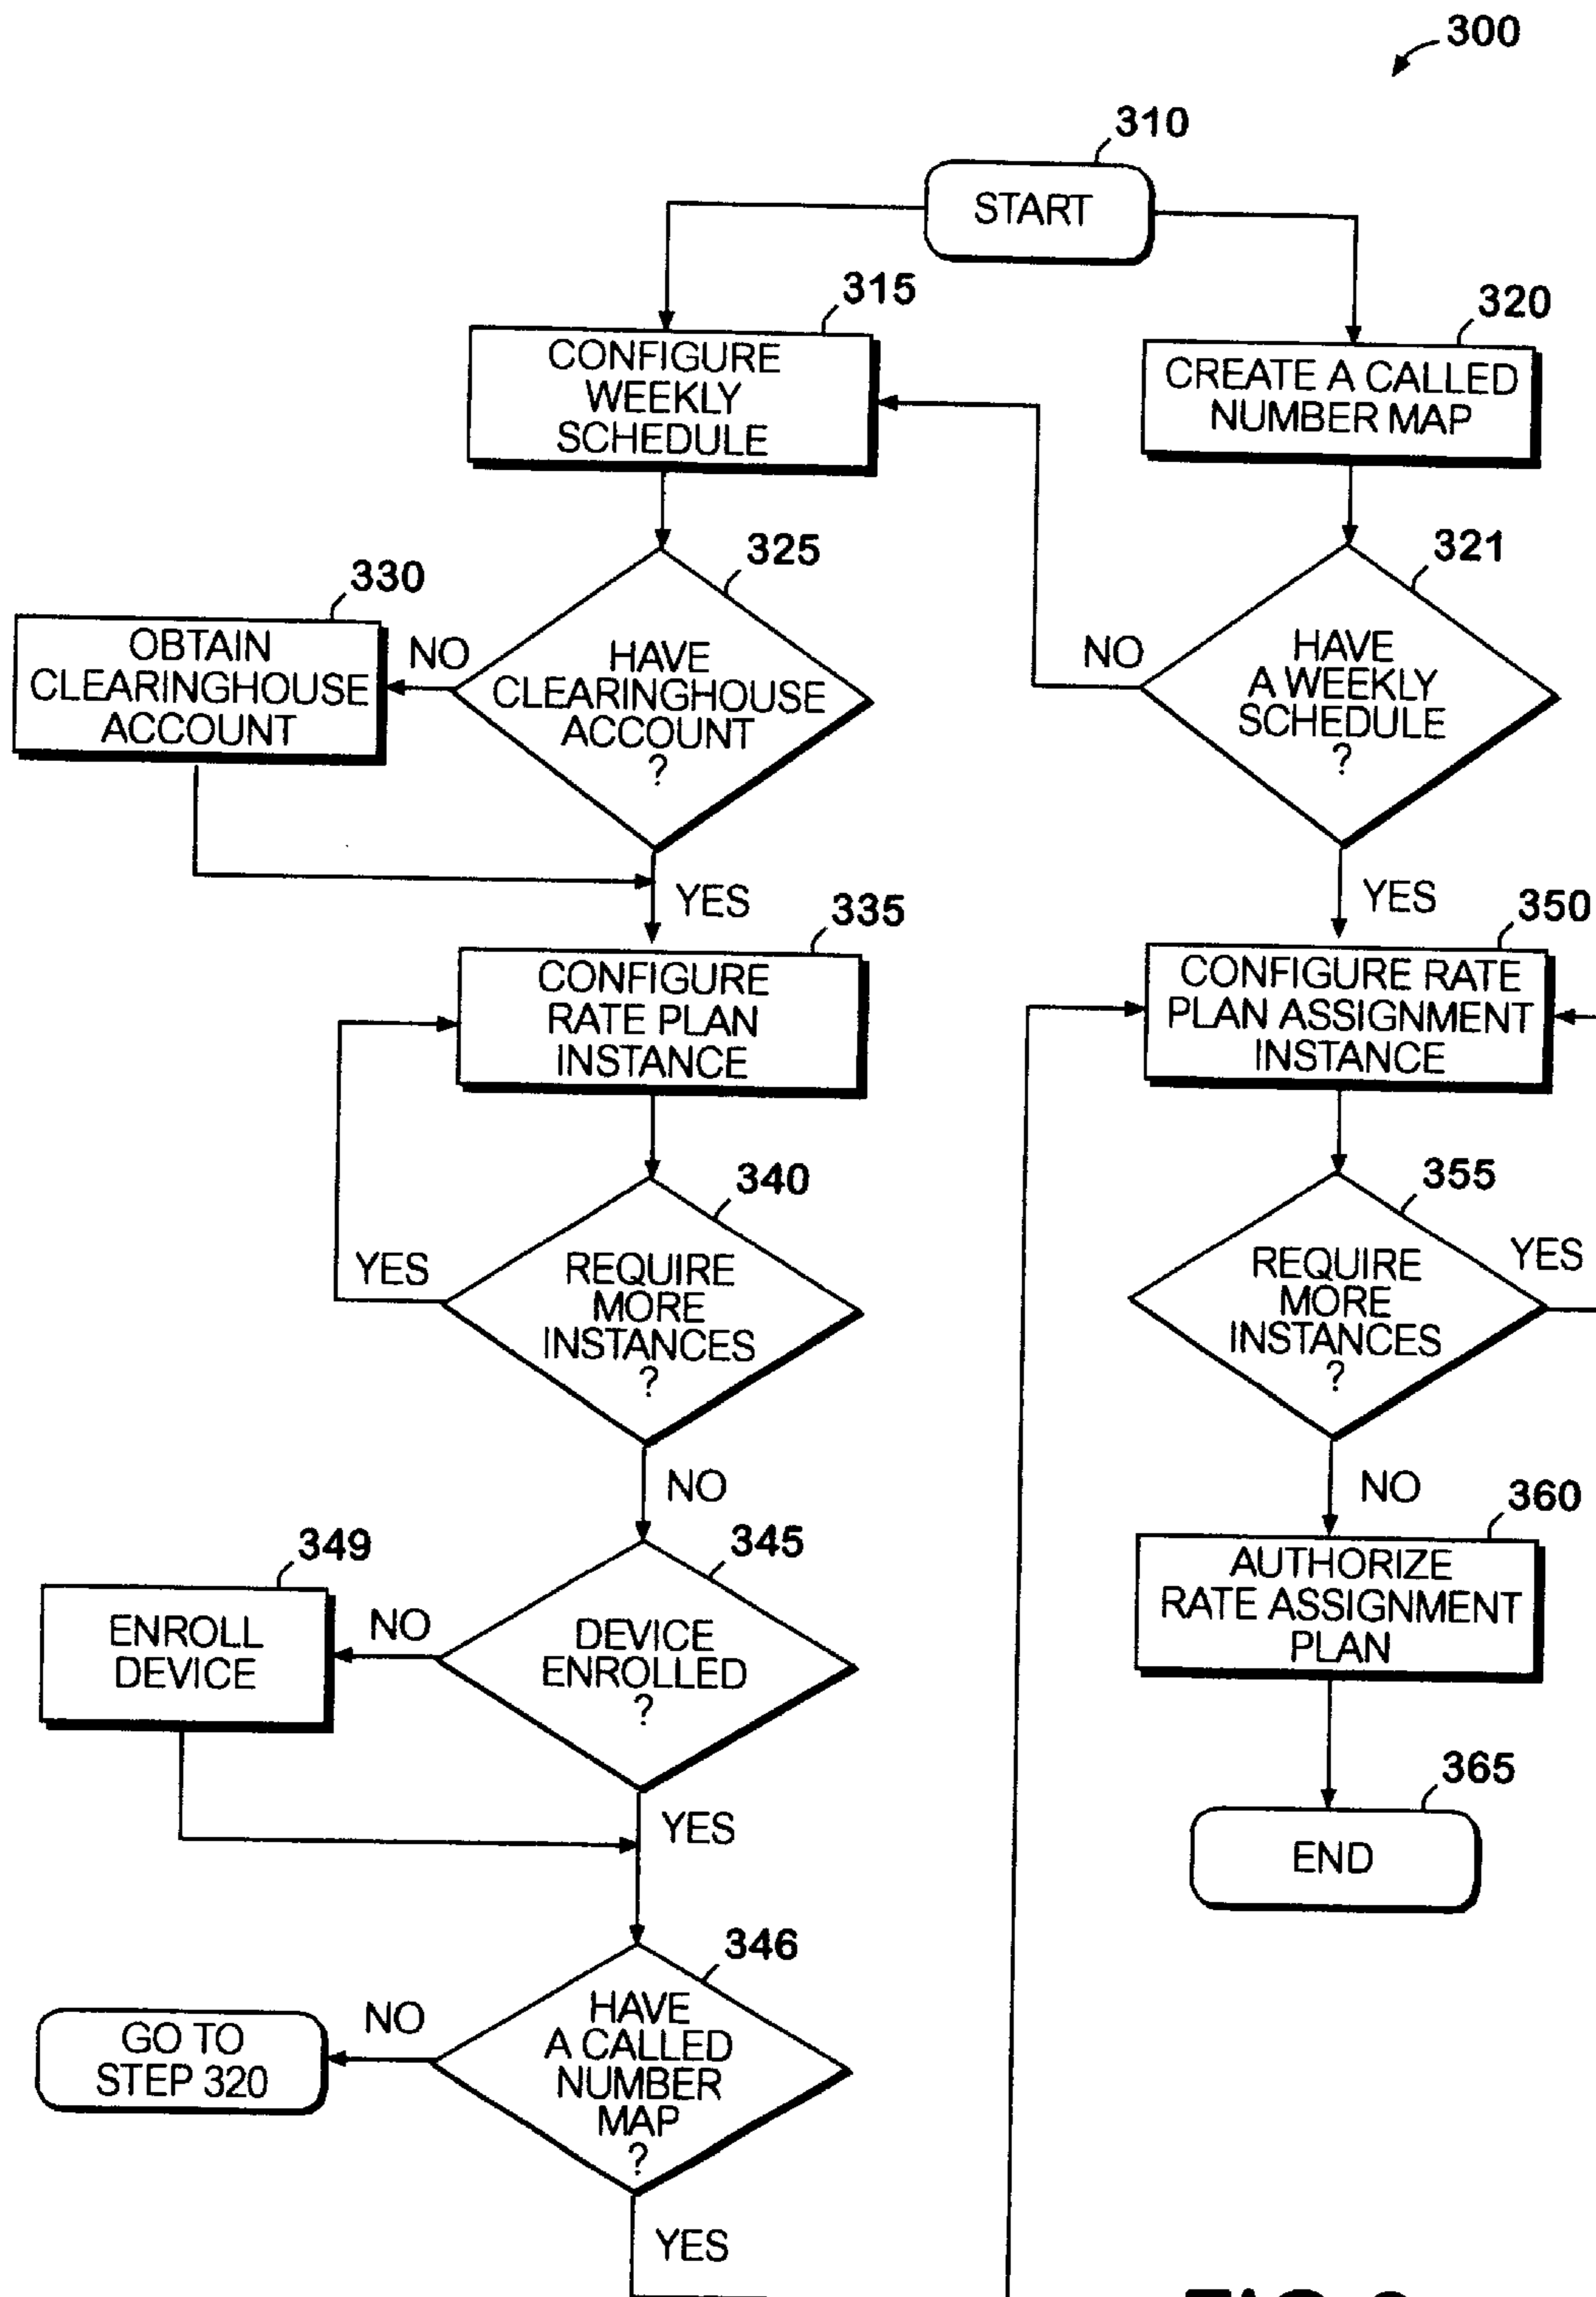 300
310
START
315
CONFIGURE
WEEKLY
SCHEDULE
320
CREATE A CALLED
NUMBER MAP
325
HAVE
CLEARINGHOUSE
ACCOUNT
?
NO
330
OBTAIN
CLEARINGHOUSE
ACCOUNT
YES
321
HAVE
A WEEKLY
SCHEDULE
?
NO
YES
335
CONFIGURE
RATE PLAN
INSTANCE
350
CONFIGURE RATE
PLAN ASSIGNMENT
INSTANCE
340
REQUIRE
MORE
INSTANCES
?
YES
NO
355
REQUIRE
MORE
INSTANCES
?
YES
NO
345
DEVICE
ENROLLED
?
NO
349
ENROLL
DEVICE
YES
360
AUTHORIZE
RATE ASSIGNMENT
PLAN
365
END
346
HAVE
A CALLED
NUMBER
MAP
?
NO
GO TO
STEP 320
YES